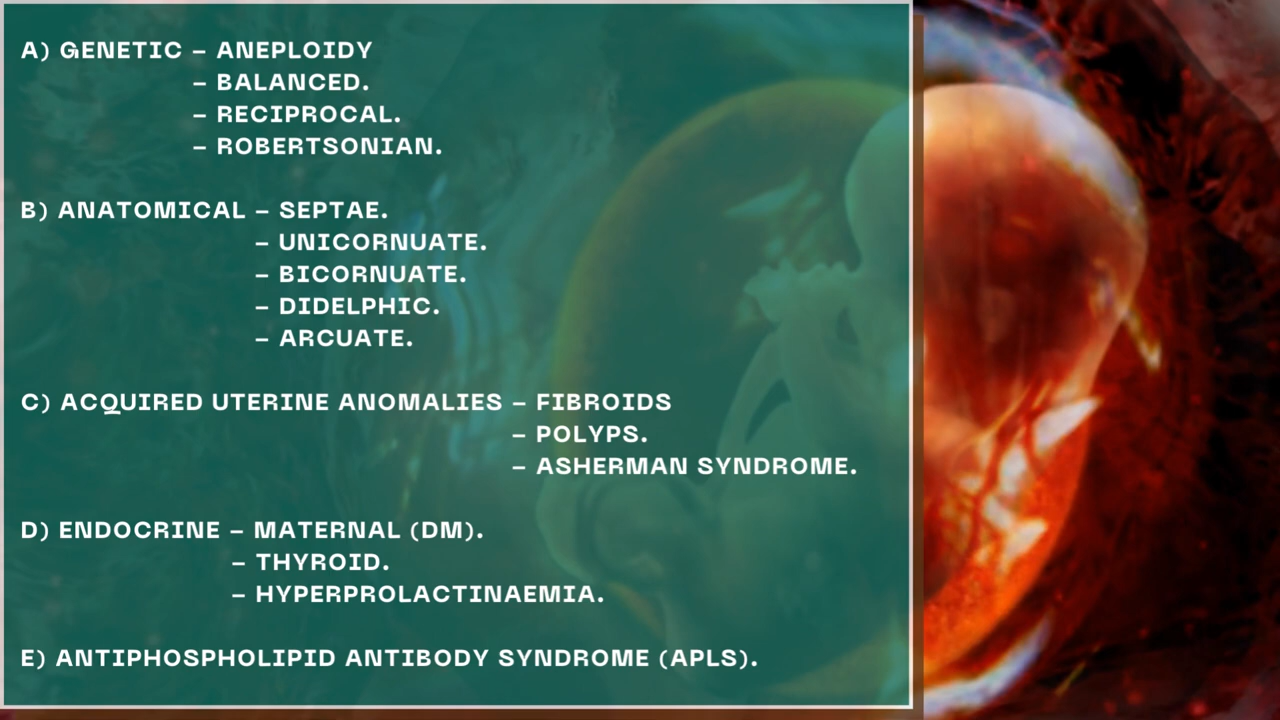 A) GENETIC – ANEPLOIDY
– BALANCED.
– RECIPROCAL.
– ROBERTSONIAN.
B) ANATOMICAL – SEPTAE.
– UNICORNUATE.
– BICORNUATE.
– DIDELPHIC.
– ARCUATE.
C) ACQUIRED UTERINE ANOMALIES – FIBROIDS
– POLYPS.
– ASHERMAN SYNDROME.
D) ENDOCRINE – MATERNAL (DM).
– THYROID.
– HYPERPROLACTINAEMIA.
E) ANTIPHOSPHOLIPID ANTIBODY SYNDROME (APLS).